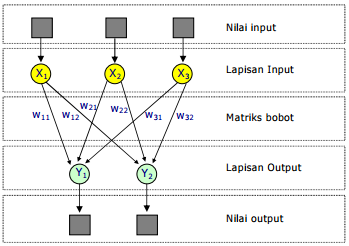 Nilai input
X1 X2 X3 Lapisan Input
w11 w12 w21 w22 w31 w32 Matriks bobot
Y1 Y2 Lapisan Output
Nilai output